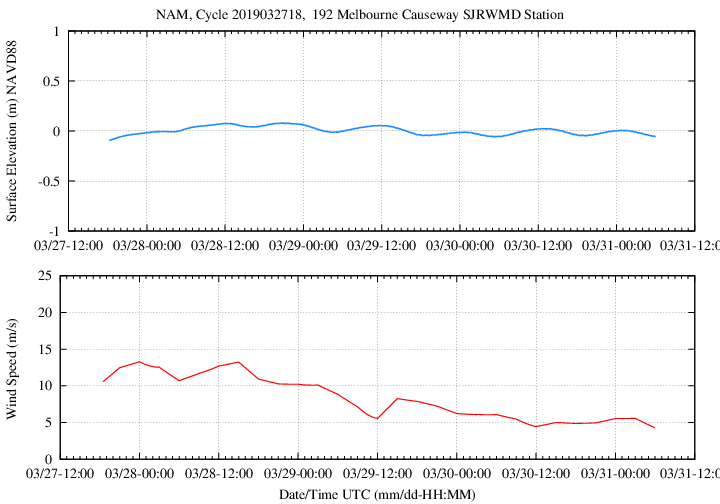 NAM, Cycle 2019032718,  192 Melbourne Causeway SJRWMD Station
Surface Elevation (m) NAVD88
1
0.5
0
-0.5
-1
03/27-12:00 03/28-00:00 03/28-12:00 03/29-00:00 03/29-12:00 03/30-00:00 03/30-12:00 03/31-00:00 03/31-12:0
Wind Speed (m/s)
25
20
15
10
5
0
03/27-12:00 03/28-00:00 03/28-12:00 03/29-00:00 03/29-12:00 03/30-00:00 03/30-12:00 03/31-00:00 03/31-12:0
Date/Time UTC (mm/dd-HH:MM)